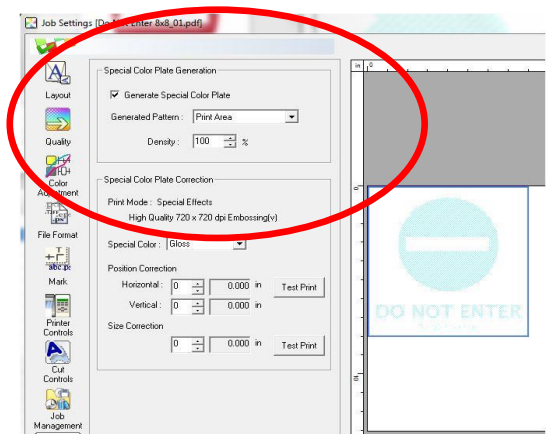 Job Settings [Do Not Enter 8x8_01.pdf]
Layout
Quality
Color
Adjustment
File Format
Mark
Printer
Controls
Cut
Controls
Job
Management
Special Color Plate Generation
Generate Special Color Plate
Generated Pattern : Print Area
Density : 100 %
Special Color Plate Correction
Print Mode : Special Effects
High Quality 720 x 720 dpi Embossing(v)
Special Color : Gloss
Position Correction
Horizontal : 0 0.000 in Test Print
Vertical : 0 0.000 in
Size Correction
0 0.000 in Test Print
in 0
0
DO NOT ENTER